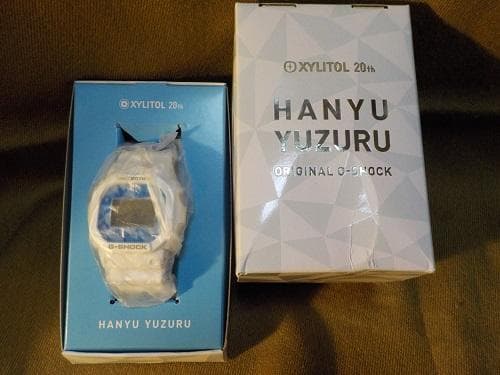 XYLITOL 20th
HANYU
YUZURU
ORIGINAL G-SHOCK
XYLITOL 20th
G-SHOCK
HANYU YUZURU